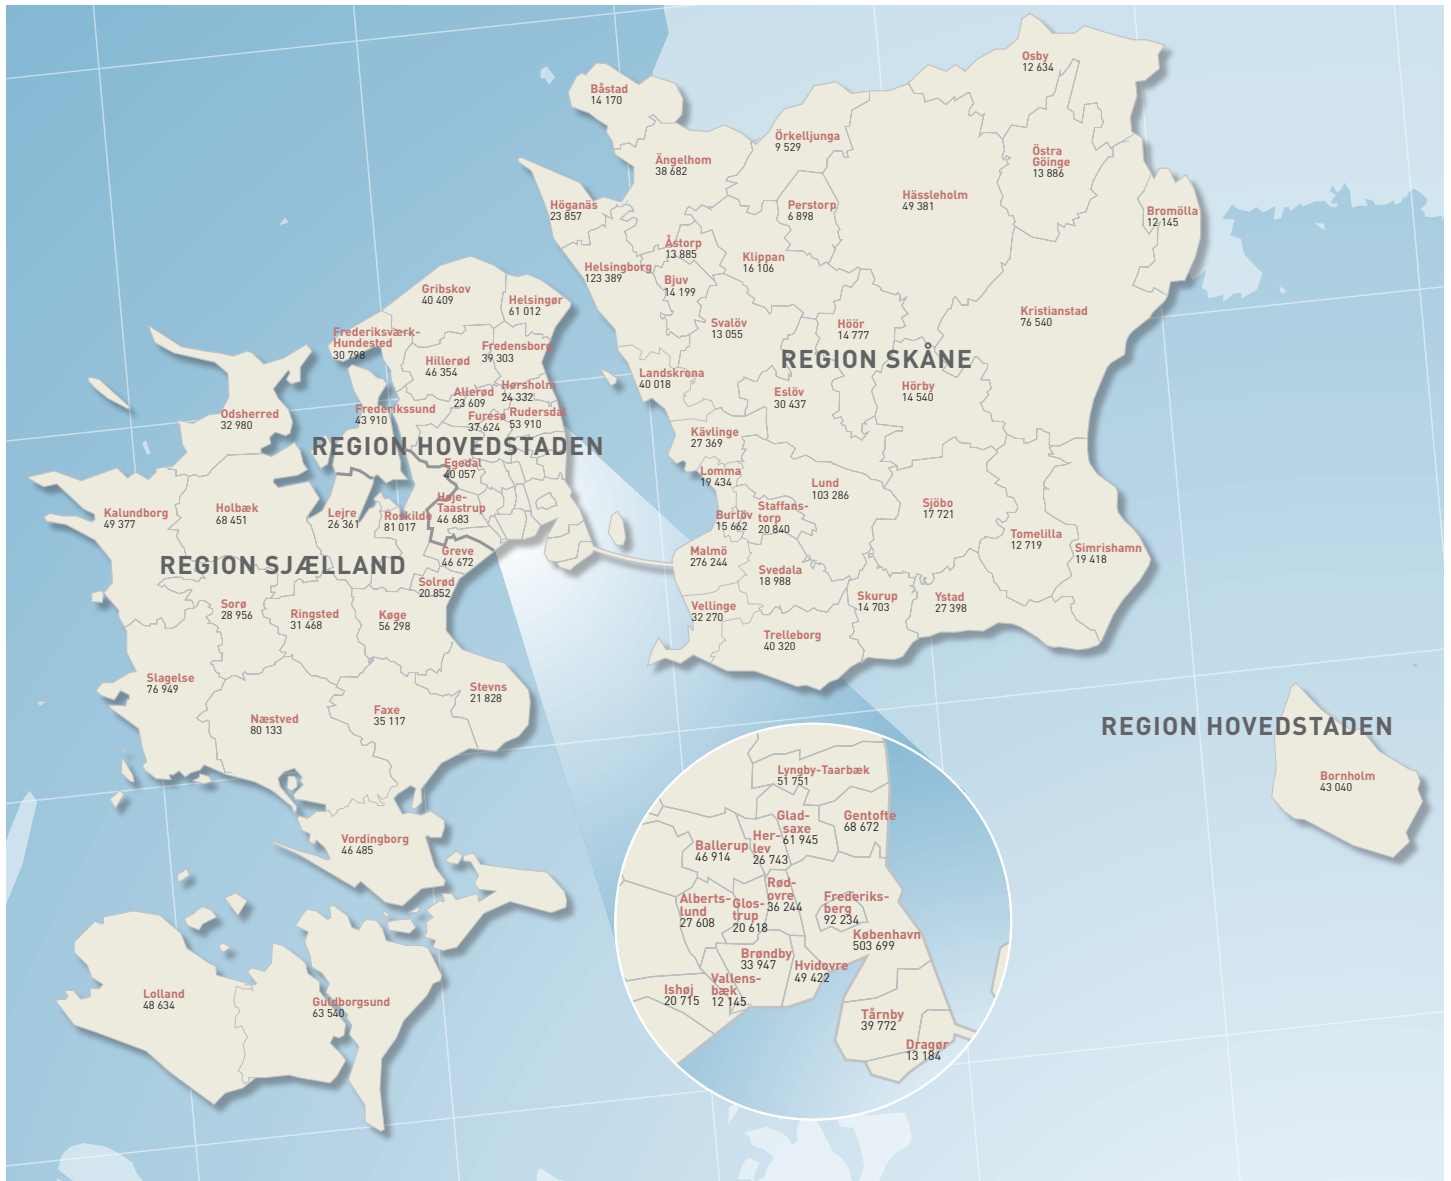 Osby
12 634
Båstad
14 170
Örkelljunga
9 529
Ängelhom
38 682
Östra
Göinge
13 886
Hässleholm
49 381
Perstorp
6 898
Höganäs
23 857
Bromölla
12 145
Åstorp
13 885
Klippan
16 106
Helsingborg
123 389
Bjuv
14 199
Kristianstad
76 540
Svalöv
13 055
Höör
14 777
REGION SKÅNE
Landskrona
40 018
Eslöv
30 437
Hörby
14 540
Kävlinge
27 369
Lomma
19 434
Lund
103 286
Sjöbo
17 721
Burlöv
15 662
Staffans-
torp
20 840
Tomelilla
12 719
Simrishamn
19 418
Malmö
276 244
Svedala
18 988
Skurup
14 703
Ystad
27 398
Vellinge
32 270
Trelleborg
40 320
Gribskov
40 409
Helsingør
61 012
Frederiksværk-
Hundested
30 798
Hillerød
46 354
Fredensborg
39 303
Allerød
23 609
Hørsholm
24 332
Frederikssund
43 910
Furesø
37 624
Rudersdal
53 910
REGION HOVEDSTADEN
Egedal
40 057
Høje-
Taastrup
46 683
Odsherred
32 980
Kalundborg
49 377
Holbæk
68 451
Lejre
26 361
Roskilde
81 017
Greve
46 672
REGION SJÆLLAND
Solrød
20 852
Sorø
28 956
Ringsted
31 468
Køge
56 298
Slagelse
76 949
Stevns
21 828
Næstved
80 133
Faxe
35 117
Vordingborg
46 485
Lolland
48 634
Guldborgsund
63 540
REGION HOVEDSTADEN
Bornholm
43 040
Lyngby-Taarbæk
51 751
Glad-
saxe
61 945
Gentofte
68 672
Ballerup
46 914
Her-
lev
26 743
Rød-
ovre
36 244
Alberts-
lund
27 608
Glos-
trup
20 618
Frederiks-
berg
92 234
København
503 699
Brøndby
33 947
Hvidovre
49 422
Vallens-
bæk
12 145
Ishøj
20 715
Tårnby
39 772
Dragør
13 184